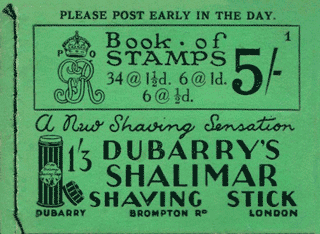 PLEASE POST EARLY IN THE DAY.
1
P O
GR
Book of
STAMPS
5/-
34 @ 1½d. 6 @ 1d.
6 @ ½d.
A New Shaving Sensation
1/3 DUBARRY'S
SHALIMAR
SHAVING STICK
DUBARRY BROMPTON RD LONDON